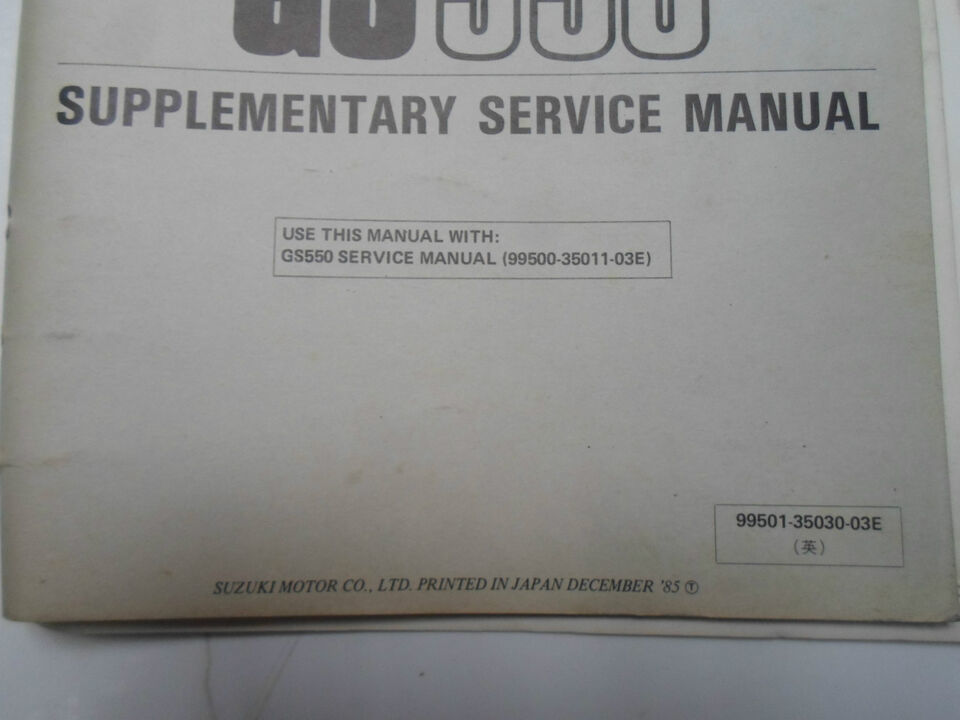 GS550
SUPPLEMENTARY SERVICE MANUAL
USE THIS MANUAL WITH:
GS550 SERVICE MANUAL (99500-35011-03E)
99501-35030-03E
(英)
SUZUKI MOTOR CO., LTD. PRINTED IN JAPAN DECEMBER '85 Ⓣ